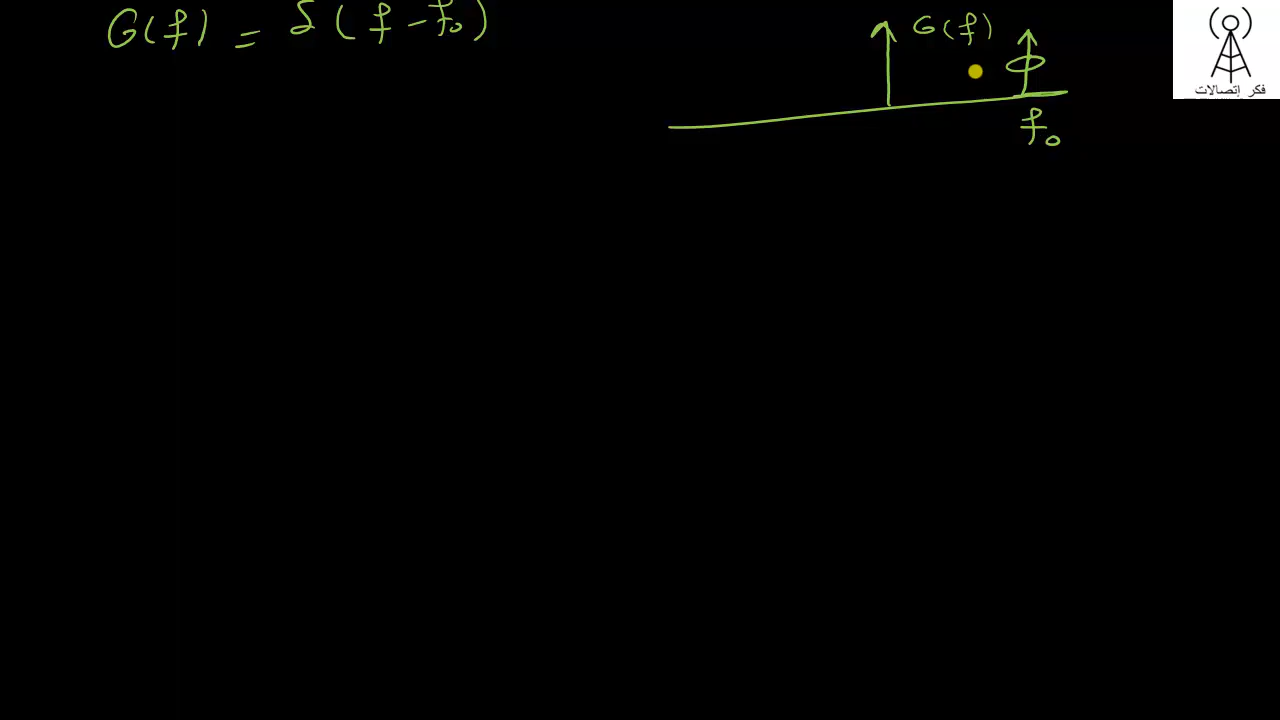 G(f) = δ(f - f₀)
G(f)
f₀
فكر إتصالات